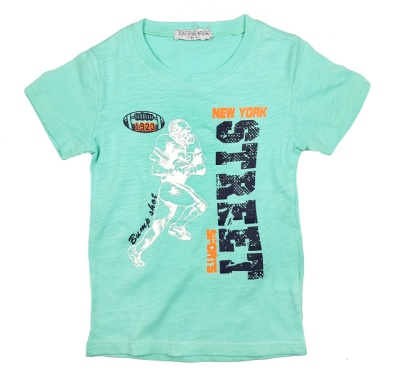 1923
NEW YORK
STREET
SPORTS
Bump shot